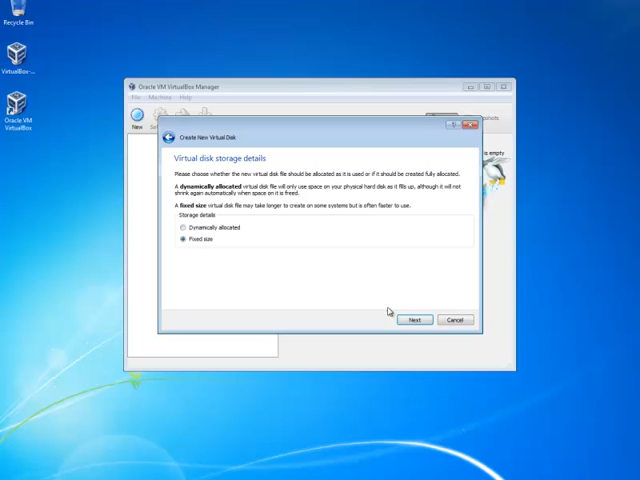 Recycle Bin
VirtualBox-...
Oracle VM
VirtualBox
Oracle VM VirtualBox Manager
File Machine Help
New
Create New Virtual Disk
Virtual disk storage details
Please choose whether the new virtual disk file should be allocated as it is used or if it should be created fully allocated.
A dynamically allocated virtual disk file will only use space on your physical hard disk as it fills up, although it will not
shrink again automatically when space on it is freed.
A fixed size virtual disk file may take longer to create on some systems but is often faster to use.
Storage details
Dynamically allocated
Fixed size
Next
Cancel
is empty